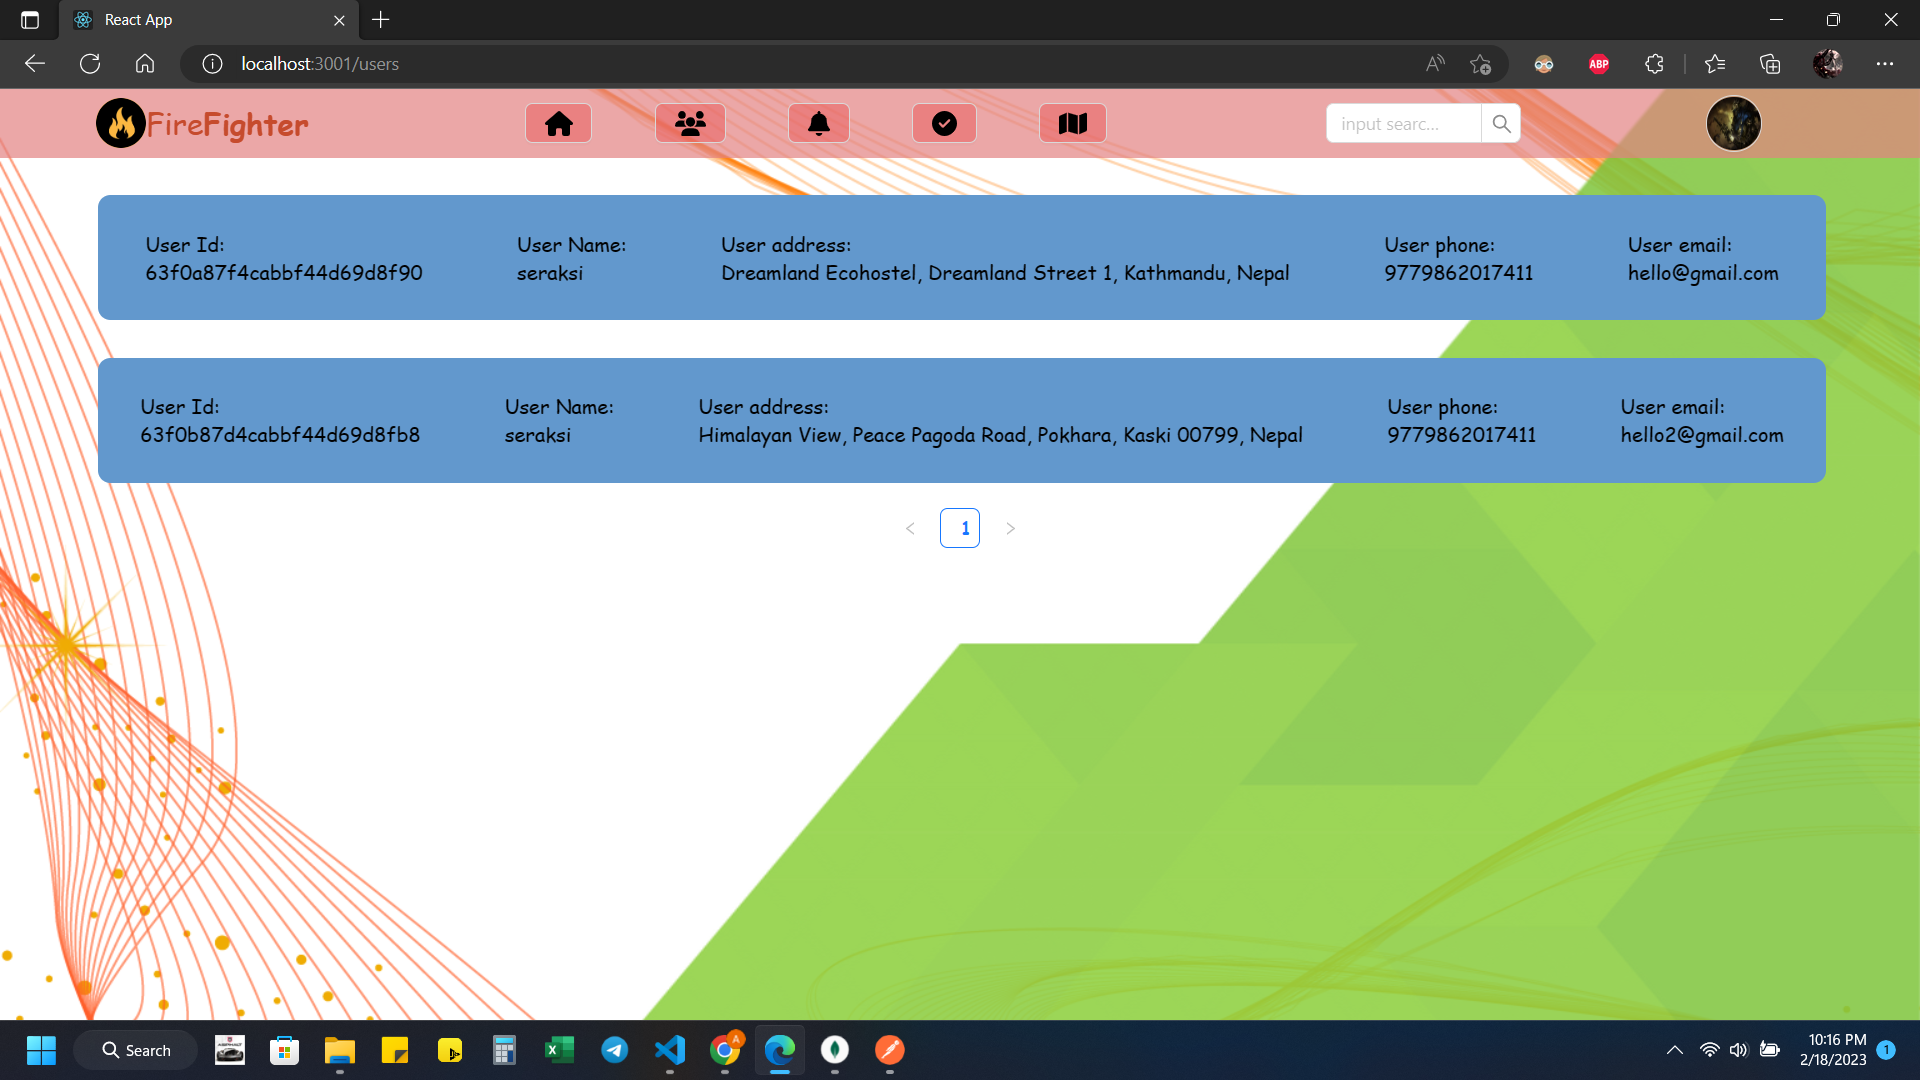 React App
localhost:3001/users
ABP
FireFighter
input searc...
User Id:
63f0a87f4cabbf44d69d8f90
User Name:
seraksi
User address:
Dreamland Ecohostel, Dreamland Street 1, Kathmandu, Nepal
User phone:
9779862017411
User email:
hello@gmail.com
User Id:
63f0b87d4cabbf44d69d8fb8
User Name:
seraksi
User address:
Himalayan View, Peace Pagoda Road, Pokhara, Kaski 00799, Nepal
User phone:
9779862017411
User email:
hello2@gmail.com
1
Search
A
10:16 PM
2/18/2023
1